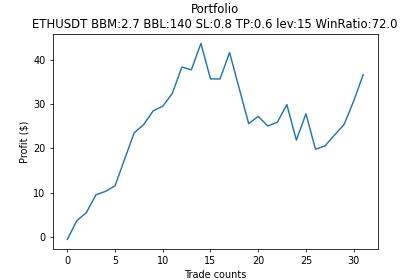 Portfolio
ETHUSDT BBM:2.7 BBL:140 SL:0.8 TP:0.6 lev:15 WinRatio:72.0
Profit ($)
40
30
20
10
0
0 5 10 15 20 25 30
Trade counts